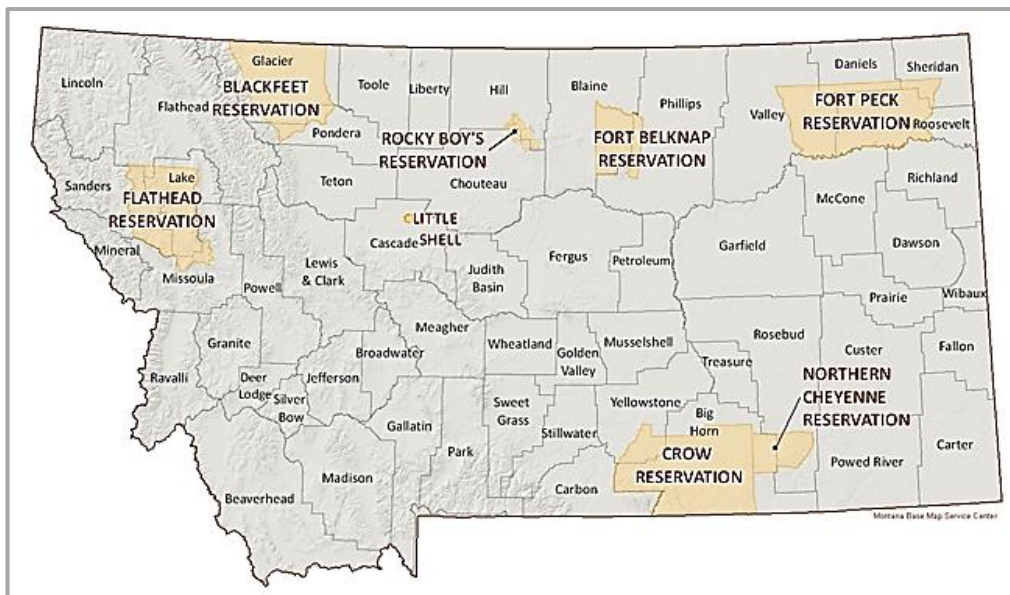 Lincoln
Flathead
Glacier
BLACKFEET
RESERVATION
Toole
Liberty
Hill
Blaine
Phillips
Valley
Daniels
Sheridan
FORT PECK
RESERVATION
Roosevelt
Pondera
ROCKY BOY'S
RESERVATION
FORT BELKNAP
RESERVATION
Sanders
Lake
FLATHEAD
RESERVATION
Teton
Chouteau
McCone
Richland
LITTLE
SHELL
Cascade
Mineral
Missoula
Powell
Lewis
& Clark
Judith
Basin
Fergus
Petroleum
Garfield
Dawson
Prairie
Wibaux
Meagher
Wheatland
Golden
Valley
Musselshell
Rosebud
Treasure
Custer
Fallon
Ravalli
Granite
Deer
Lodge
Silver
Bow
Jefferson
Broadwater
NORTHERN
CHEYENNE
RESERVATION
Gallatin
Park
Sweet
Grass
Stillwater
Yellowstone
Big
Horn
CROW
RESERVATION
Carter
Powed River
Beaverhead
Madison
Carbon
Montana Base Map Service Center